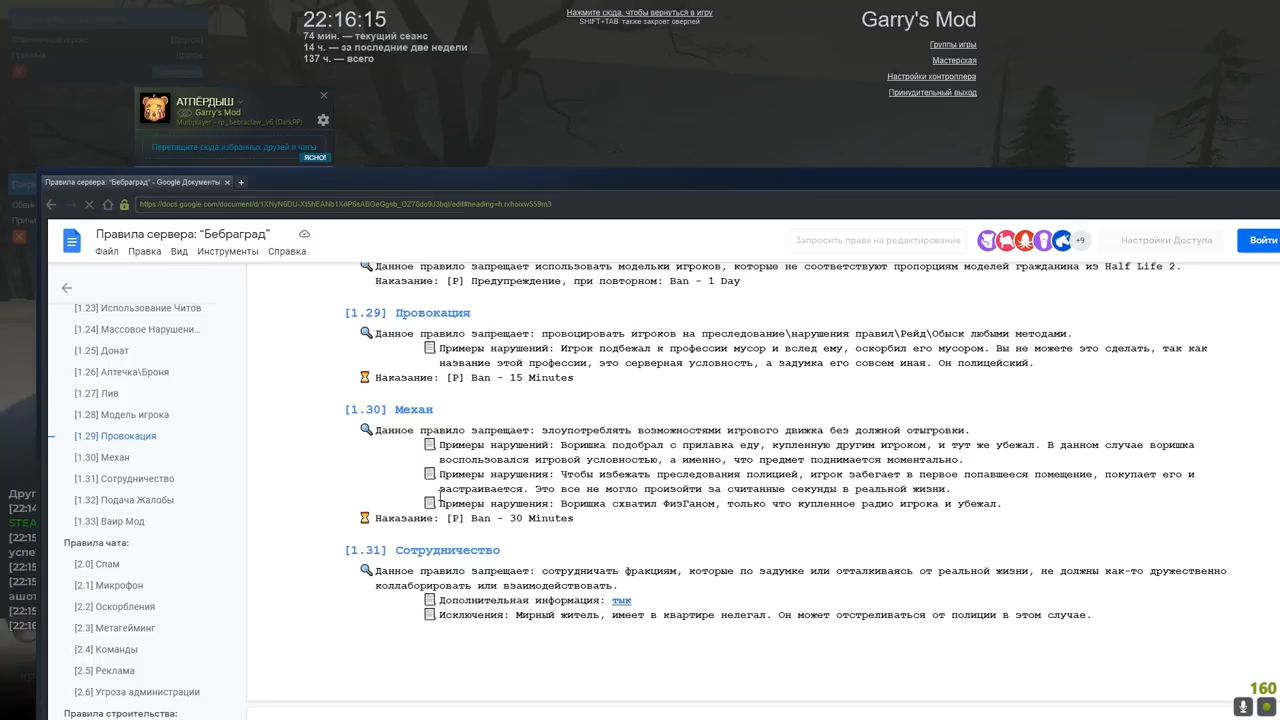 22:16:15
74 мин. — текущий сеанс
14 ч. — за последние две недели
137 ч. — всего
Нажмите сюда, чтобы вернуться в игру
SHIFT+TAB также закроет оверлей
Garry's Mod
Группы игры
Мастерская
Настройки контроллера
Принудительный выход
АТПЁРДЫШ
Garry's Mod
Multiplayer - rp_bebraclaw_v6 (DarkRP)
Перетащите сюда избранных друзей и чаты
ЯСНО!
Правила сервера: "Бебраград" - Google Документы
Правила сервера: “Бебраград”
Файл Правка Вид Инструменты Справка
Запросить права на редактирование
+9
Настройки Доступа
Войти
[1.23] Использование Читов
[1.24] Массовое Нарушени...
[1.25] Донат
[1.26] Аптечка\Броня
[1.27] Лив
[1.28] Модель игрока
[1.29] Провокация
[1.30] Механ
[1.31] Сотрудничество
[1.32] Подача Жалобы
[1.33] Ваир Мод
Правила чата:
[2.0] Спам
[2.1] Микрофон
[2.2] Оскорбления
[2.3] Метагейминг
[2.4] Команды
[2.5] Реклама
[2.6] Угроза администрации
Правила строительства:
Данное правило запрещает использовать модельки игроков, которые не соответствуют пропорциям моделей гражданина из Half Life 2.
Наказание: [P] Предупреждение, при повторном: Ban - 1 Day
[1.29] Провокация
Данное правило запрещает: провоцировать игроков на преследование\нарушения правил\Рейд\Обыск любыми методами.
Примеры нарушений: Игрок подбежал к профессии мусор и вслед ему, оскорбил его мусором. Вы не можете это сделать, так как
название этой профессии, это серверная условность, а задумка его совсем иная. Он полицейский.
Наказание: [P] Ban - 15 Minutes
[1.30] Механ
Данное правило запрещает: злоупотреблять возможностями игрового движка без должной отыгровки.
Примеры нарушений: Воришка подобрал с прилавка еду, купленную другим игроком, и тут же убежал. В данном случае воришка
воспользовался игровой условностью, а именно, что предмет поднимается моментально.
Примеры нарушения: Чтобы избежать преследования полицией, игрок забегает в первое попавшееся помещение, покупает его и
застраивается. Это все не могло произойти за считанные секунды в реальной жизни.
Примеры нарушения: Воришка схватил ФизГаном, только что купленное радио игрока и убежал.
Наказание: [P] Ban - 30 Minutes
[1.31] Сотрудничество
Данное правило запрещает: сотрудничать фракциям, которые по задумке или отталкиваясь от реальной жизни, не должны как-то дружественно
коллаборировать или взаимодействовать.
Дополнительная информация: тык
Исключения: Мирный житель, имеет в квартире нелегал. Он может отстреливаться от полиции в этом случае.
160